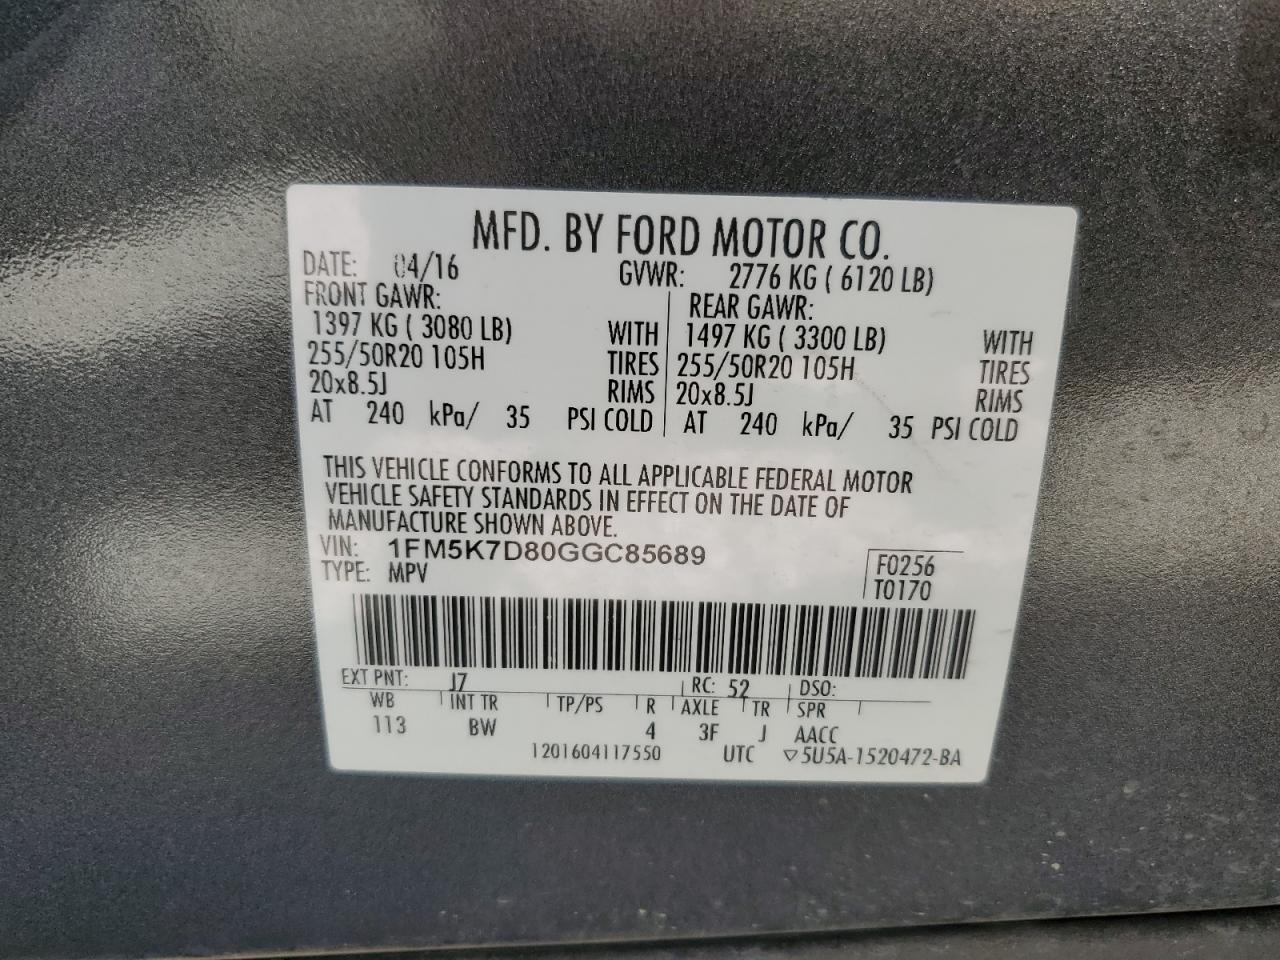 MFD. BY FORD MOTOR CO.
DATE: 04/16 GVWR: 2776 KG ( 6120 LB)
FRONT GAWR: REAR GAWR:
1397 KG ( 3080 LB) WITH 1497 KG ( 3300 LB) WITH
255/50R20 105H TIRES 255/50R20 105H TIRES
20x8.5J RIMS 20x8.5J RIMS
AT 240 kPa/ 35 PSI COLD AT 240 kPa/ 35 PSI COLD
THIS VEHICLE CONFORMS TO ALL APPLICABLE FEDERAL MOTOR
VEHICLE SAFETY STANDARDS IN EFFECT ON THE DATE OF
MANUFACTURE SHOWN ABOVE.
VIN: 1FM5K7D80GGC85689 F0256
TYPE: MPV T0170
EXT PNT: J7 RC: 52 DSO:
WB INT TR TP/PS R AXLE TR SPR
113 BW 4 3F J AACC
1201604117550 UTC ▽5U5A-1520472-BA